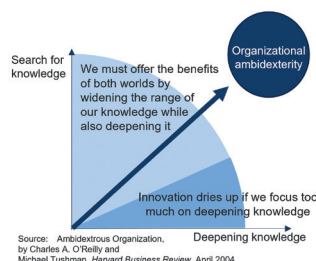 Search for
knowledge
Organizational
ambidexterity
We must offer the benefits
of both worlds by
widening the range of
our knowledge while
also deepening it
Innovation dries up if we focus too
much on deepening knowledge
Deepening knowledge
Source: Ambidextrous Organization,
by Charles A. O'Reilly and
Michael Tushman, Harvard Business Review, April 2004